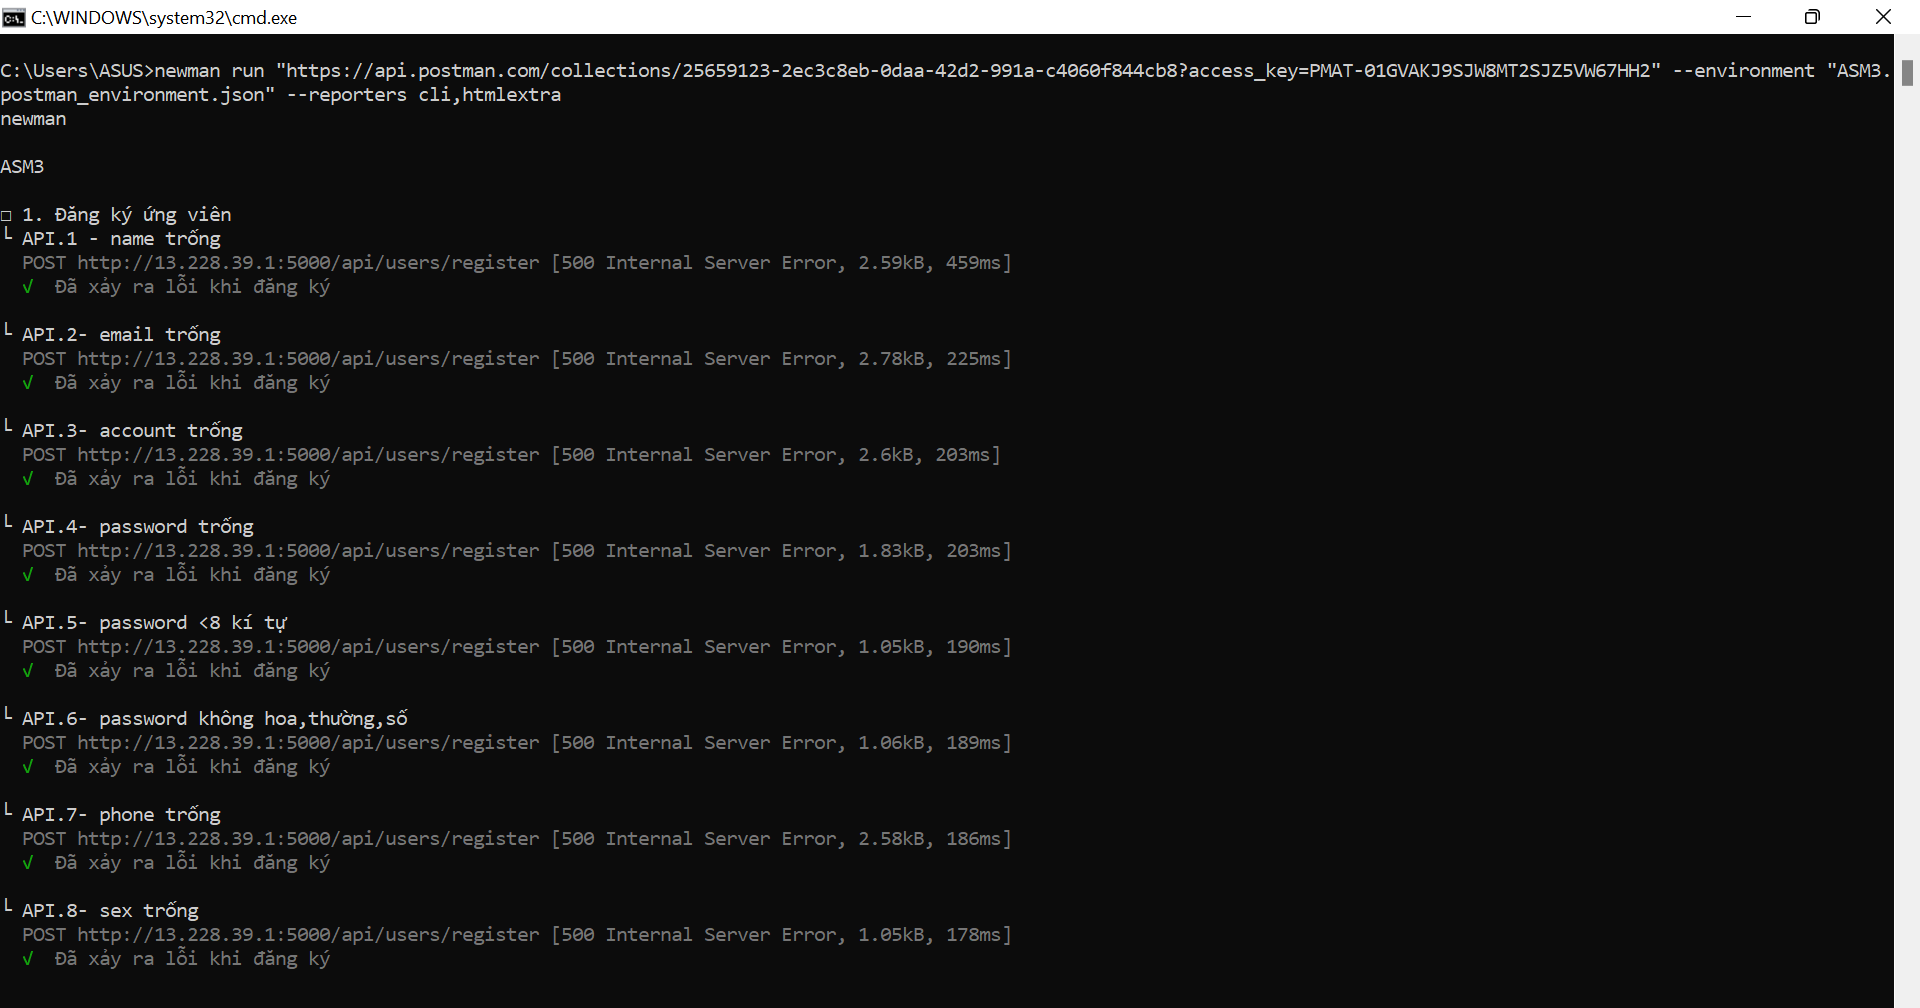 C:\WINDOWS\system32\cmd.exe
C:\Users\ASUS>newman run "https://api.postman.com/collections/25659123-2ec3c8eb-0daa-42d2-991a-c4060f844cb8?access_key=PMAT-01GVAKJ9SJW8MT2SJZ5VW67HH2" --environment "ASM3.
postman_environment.json" --reporters cli,htmlextra
newman
ASM3
□ 1. Đăng ký ứng viên
└ API.1 - name trống
POST http://13.228.39.1:5000/api/users/register [500 Internal Server Error, 2.59kB, 459ms]
√ Đã xảy ra lỗi khi đăng ký
└ API.2- email trống
POST http://13.228.39.1:5000/api/users/register [500 Internal Server Error, 2.78kB, 225ms]
√ Đã xảy ra lỗi khi đăng ký
└ API.3- account trống
POST http://13.228.39.1:5000/api/users/register [500 Internal Server Error, 2.6kB, 203ms]
√ Đã xảy ra lỗi khi đăng ký
└ API.4- password trống
POST http://13.228.39.1:5000/api/users/register [500 Internal Server Error, 1.83kB, 203ms]
√ Đã xảy ra lỗi khi đăng ký
└ API.5- password <8 kí tự
POST http://13.228.39.1:5000/api/users/register [500 Internal Server Error, 1.05kB, 190ms]
√ Đã xảy ra lỗi khi đăng ký
└ API.6- password không hoa,thường,số
POST http://13.228.39.1:5000/api/users/register [500 Internal Server Error, 1.06kB, 189ms]
√ Đã xảy ra lỗi khi đăng ký
└ API.7- phone trống
POST http://13.228.39.1:5000/api/users/register [500 Internal Server Error, 2.58kB, 186ms]
√ Đã xảy ra lỗi khi đăng ký
└ API.8- sex trống
POST http://13.228.39.1:5000/api/users/register [500 Internal Server Error, 1.05kB, 178ms]
√ Đã xảy ra lỗi khi đăng ký